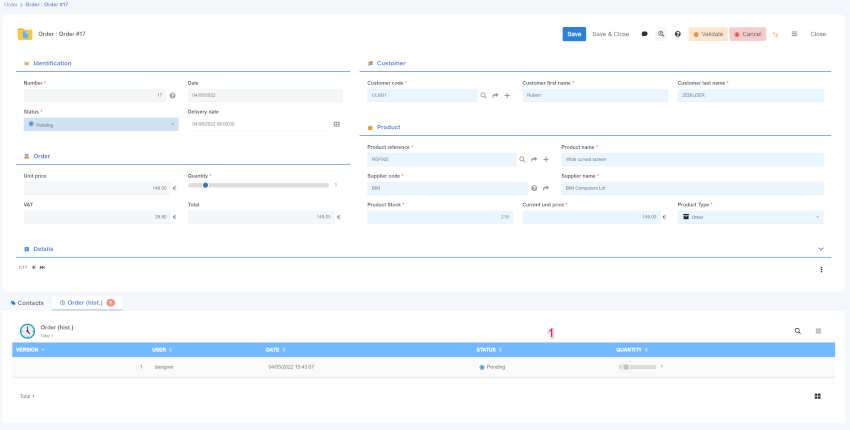 Order > Order : Order #17
Order : Order #17
Save
Save & Close
Validate
Cancel
Close
Identification
Number *
17
Date
04/05/2022
Status *
Pending
Delivery date
04/08/2022 08:00:00
Order
Unit price
149.00 €
Quantity *
1
VAT
29.80 €
Total
149.00 €
Customer
Customer code *
CLI001
Customer first name *
Robert
Customer last name *
ZEBILDER
Product
Product reference *
REF005
Product name *
Wide curved screen
Supplier code *
BIM
Supplier name *
BIM Computers Ltd
Product Stock *
219
Current unit price *
149.00 €
Product Type *
Other
Details
1/17
Contacts
Order (hist.) 1
Order (hist.)
Total 1
1
VERSION
USER
DATE
STATUS
QUANTITY
1
designer
04/05/2022 15:43:07
Pending
1
Total 1